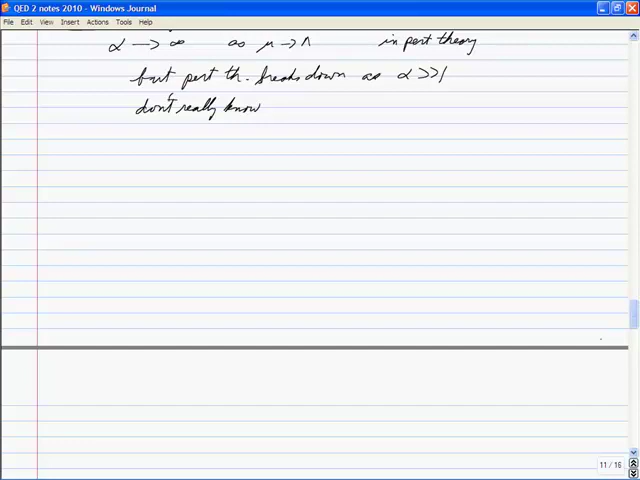 QED 2 notes 2010 - Windows Journal
File Edit View Insert Actions Tools Help
α → ∞ as μ → Λ in pert theory
but pert th. breaks down as α >> 1
don't really know
11 / 16